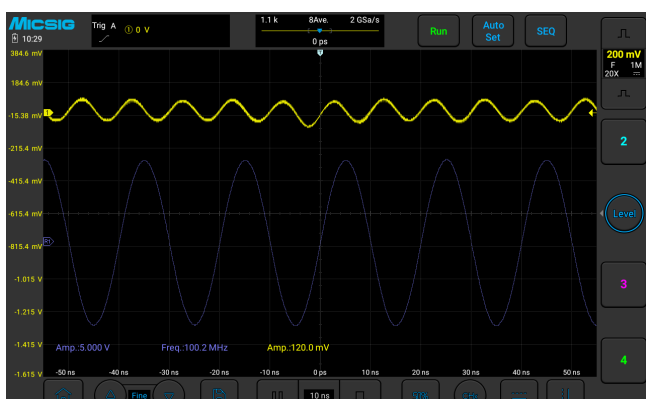 MICSIG
10:29
Trig A
1 0 V
1.1 k 8Ave. 2 GSa/s
0 ps
T
Run
Auto
Set
SEQ
200 mV
F 1M
20X
384.6 mV
184.6 mV
-15.38 mV
-215.4 mV
-415.4 mV
-615.4 mV
-815.4 mV
-1.015 V
-1.215 V
-1.415 V
-1.615 V
1
R1
2
Level
3
4
Amp.:5.000 V Freq.:100.2 MHz Amp.:120.0 mV
-50 ns -40 ns -30 ns -20 ns -10 ns 0 ps 10 ns 20 ns 30 ns 40 ns 50 ns
Fine
10 ns